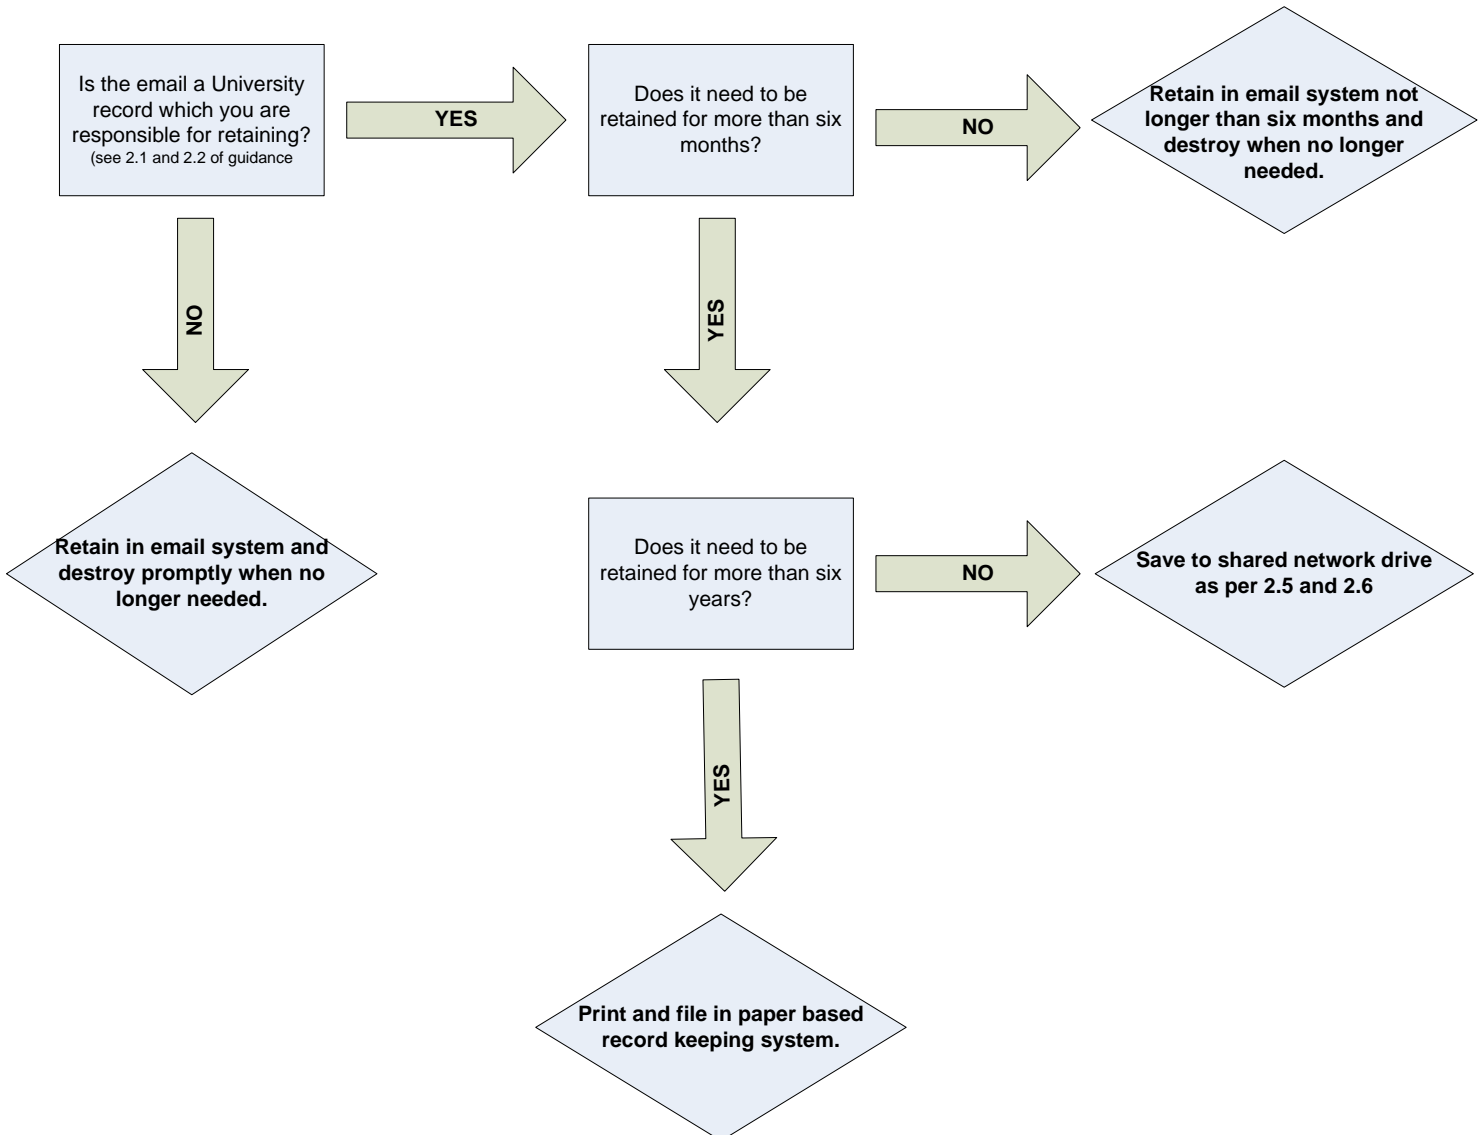 Is the email a University
record which you are
responsible for retaining?
(see 2.1 and 2.2 of guidance
YES
Does it need to be
retained for more than six
months?
NO
Retain in email system not
longer than six months and
destroy when no longer
needed.
NO
YES
Retain in email system and
destroy promptly when no
longer needed.
Does it need to be
retained for more than six
years?
NO
Save to shared network drive
as per 2.5 and 2.6
YES
Print and file in paper based
record keeping system.